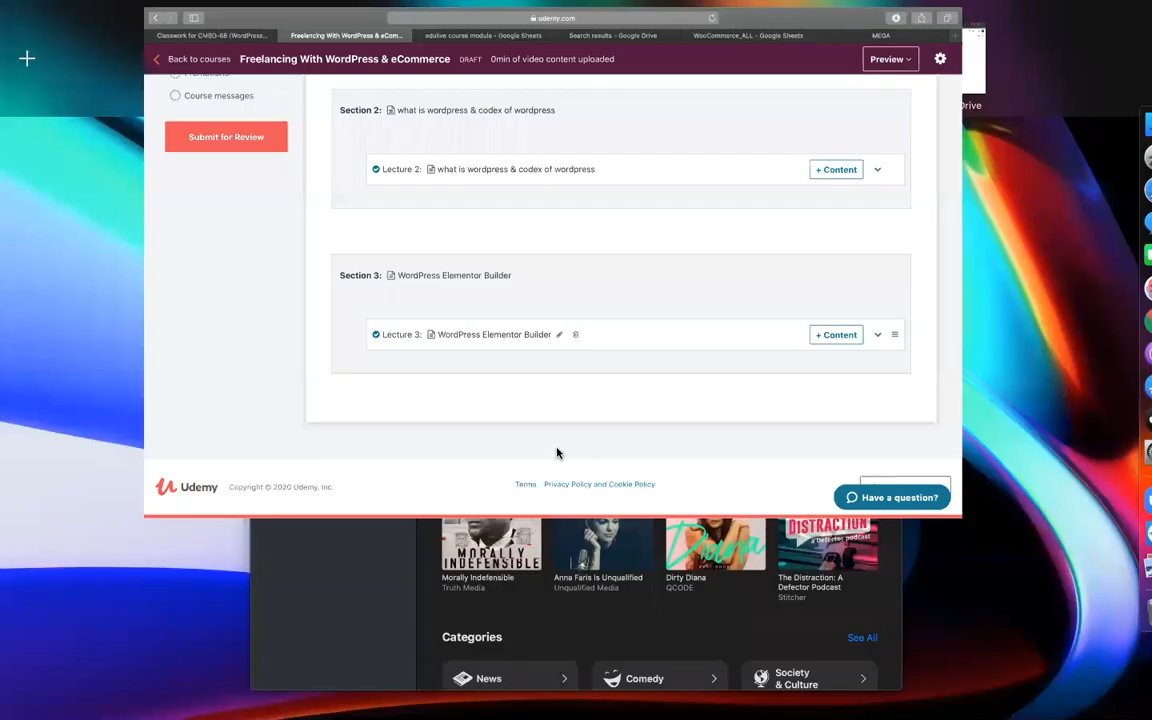 udemy.com
Classwork for CMBO-68 (WordPress... Freelancing With WordPress & eCom... edulive course module - Google Sheets Search results - Google Drive WooCommerce_ALL - Google Sheets MEGA
Back to courses Freelancing With WordPress & eCommerce DRAFT 0min of video content uploaded Preview
Course messages
Submit for Review
Section 2: what is wordpress & codex of wordpress
Lecture 2: what is wordpress & codex of wordpress + Content
Section 3: WordPress Elementor Builder
Lecture 3: WordPress Elementor Builder + Content
Udemy Copyright © 2020 Udemy, Inc. Terms Privacy Policy and Cookie Policy
Have a question?
Drive
MORALLY INDEFENSIBLE
Diana
DISTRACTION
a Defector podcast
Morally Indefensible Anna Faris Is Unqualified Dirty Diana The Distraction: A Defector Podcast
Truth Media Unqualified Media QCODE Stitcher
Categories See All
News Comedy Society & Culture